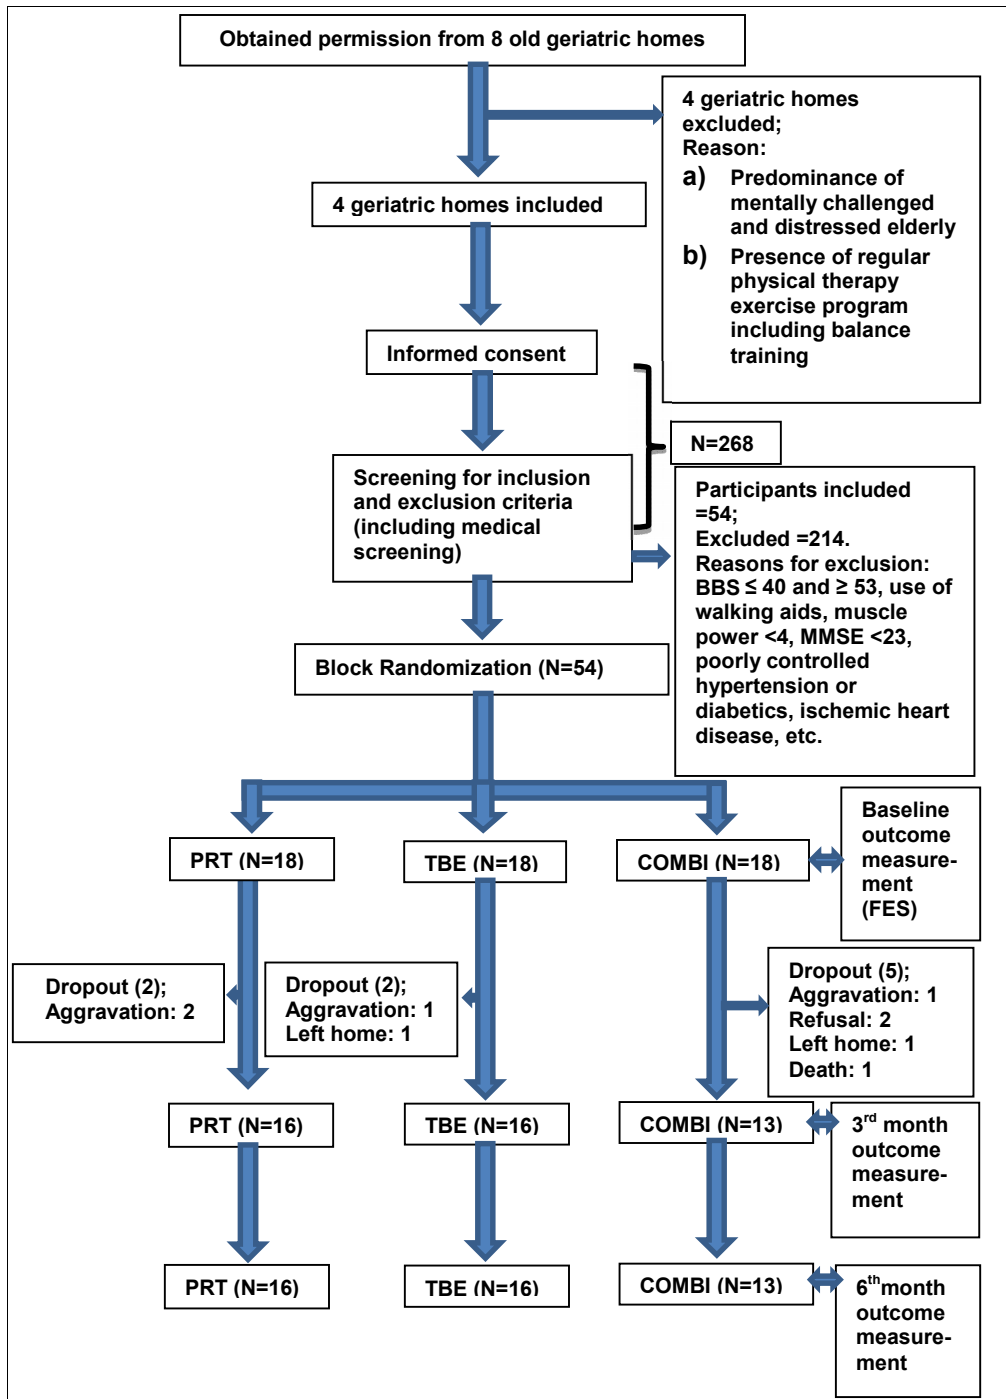 Obtained permission from 8 old geriatric homes
4 geriatric homes
excluded;
Reason:
a) Predominance of
mentally challenged
and distressed elderly
b) Presence of regular
physical therapy
exercise program
including balance
training
4 geriatric homes included
Informed consent
N=268
Screening for inclusion
and exclusion criteria
(including medical
screening)
Participants included
=54;
Excluded =214.
Reasons for exclusion:
BBS ≤ 40 and ≥ 53, use of
walking aids, muscle
power <4, MMSE <23,
poorly controlled
hypertension or
diabetics, ischemic heart
disease, etc.
Block Randomization (N=54)
PRT (N=18)
TBE (N=18)
COMBI (N=18)
Baseline
outcome
measure-
ment
(FES)
Dropout (2);
Aggravation: 2
Dropout (2);
Aggravation: 1
Left home: 1
Dropout (5);
Aggravation: 1
Refusal: 2
Left home: 1
Death: 1
PRT (N=16)
TBE (N=16)
COMBI (N=13)
3rd month
outcome
measure-
ment
PRT (N=16)
TBE (N=16)
COMBI (N=13)
6th month
outcome
measure-
ment